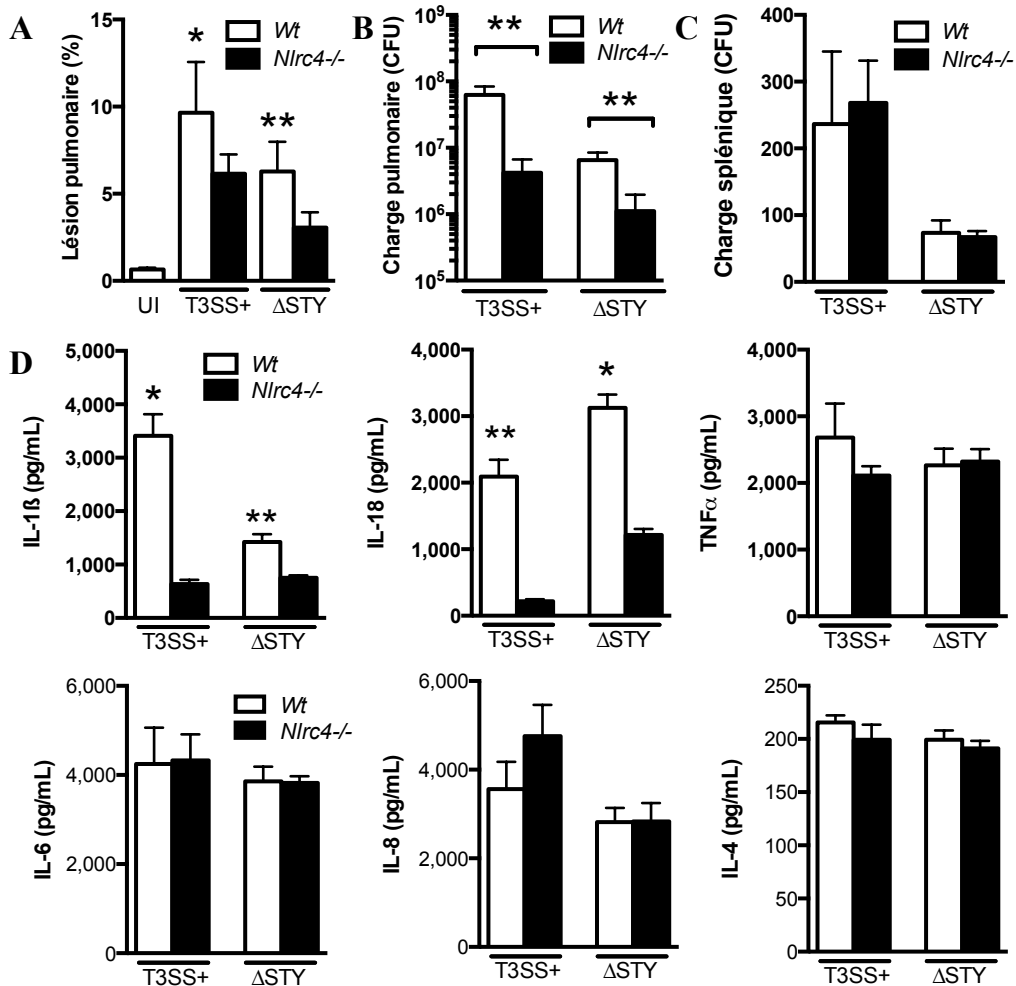 A
Lésion pulmonaire (%)
15
10
5
0
*
**
Wt
Nlrc4-/-
UI
T3SS+
ΔSTY
B
Charge pulmonaire (CFU)
10⁹
10⁸
10⁷
10⁶
10⁵
**
**
Wt
Nlrc4-/-
T3SS+
ΔSTY
C
Charge splénique (CFU)
400
300
200
100
0
Wt
Nlrc4-/-
T3SS+
ΔSTY
D
IL-1ß (pg/mL)
5,000
4,000
3,000
2,000
1,000
0
*
**
Wt
Nlrc4-/-
T3SS+
ΔSTY
IL-18 (pg/mL)
4,000
3,000
2,000
1,000
0
**
*
T3SS+
ΔSTY
TNFα (pg/mL)
4,000
3,000
2,000
1,000
0
T3SS+
ΔSTY
IL-6 (pg/mL)
6,000
4,000
2,000
0
Wt
Nlrc4-/-
T3SS+
ΔSTY
IL-8 (pg/mL)
6,000
4,000
2,000
0
T3SS+
ΔSTY
IL-4 (pg/mL)
250
200
150
100
50
0
T3SS+
ΔSTY